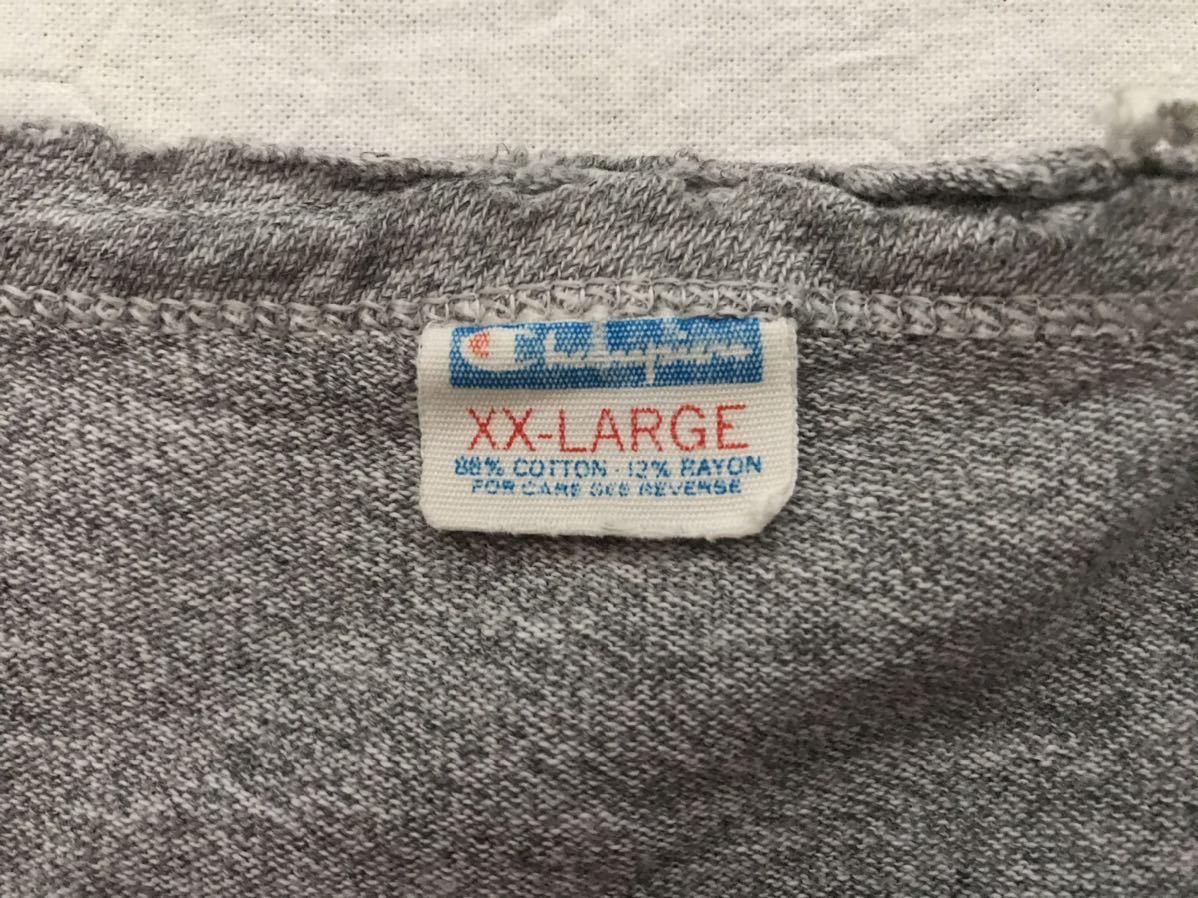 Champion
XX-LARGE
88% COTTON · 12% RAYON
FOR CARE SEE REVERSE